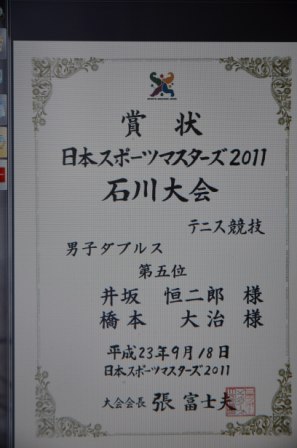 賞状
日本スポーツマスターズ2011
石川大会
テニス競技
男子ダブルス
第五位
井坂 恒二郎 様
橋本 大治 様
平成23年9月18日
日本スポーツマスターズ2011
大会会長 張 富士夫